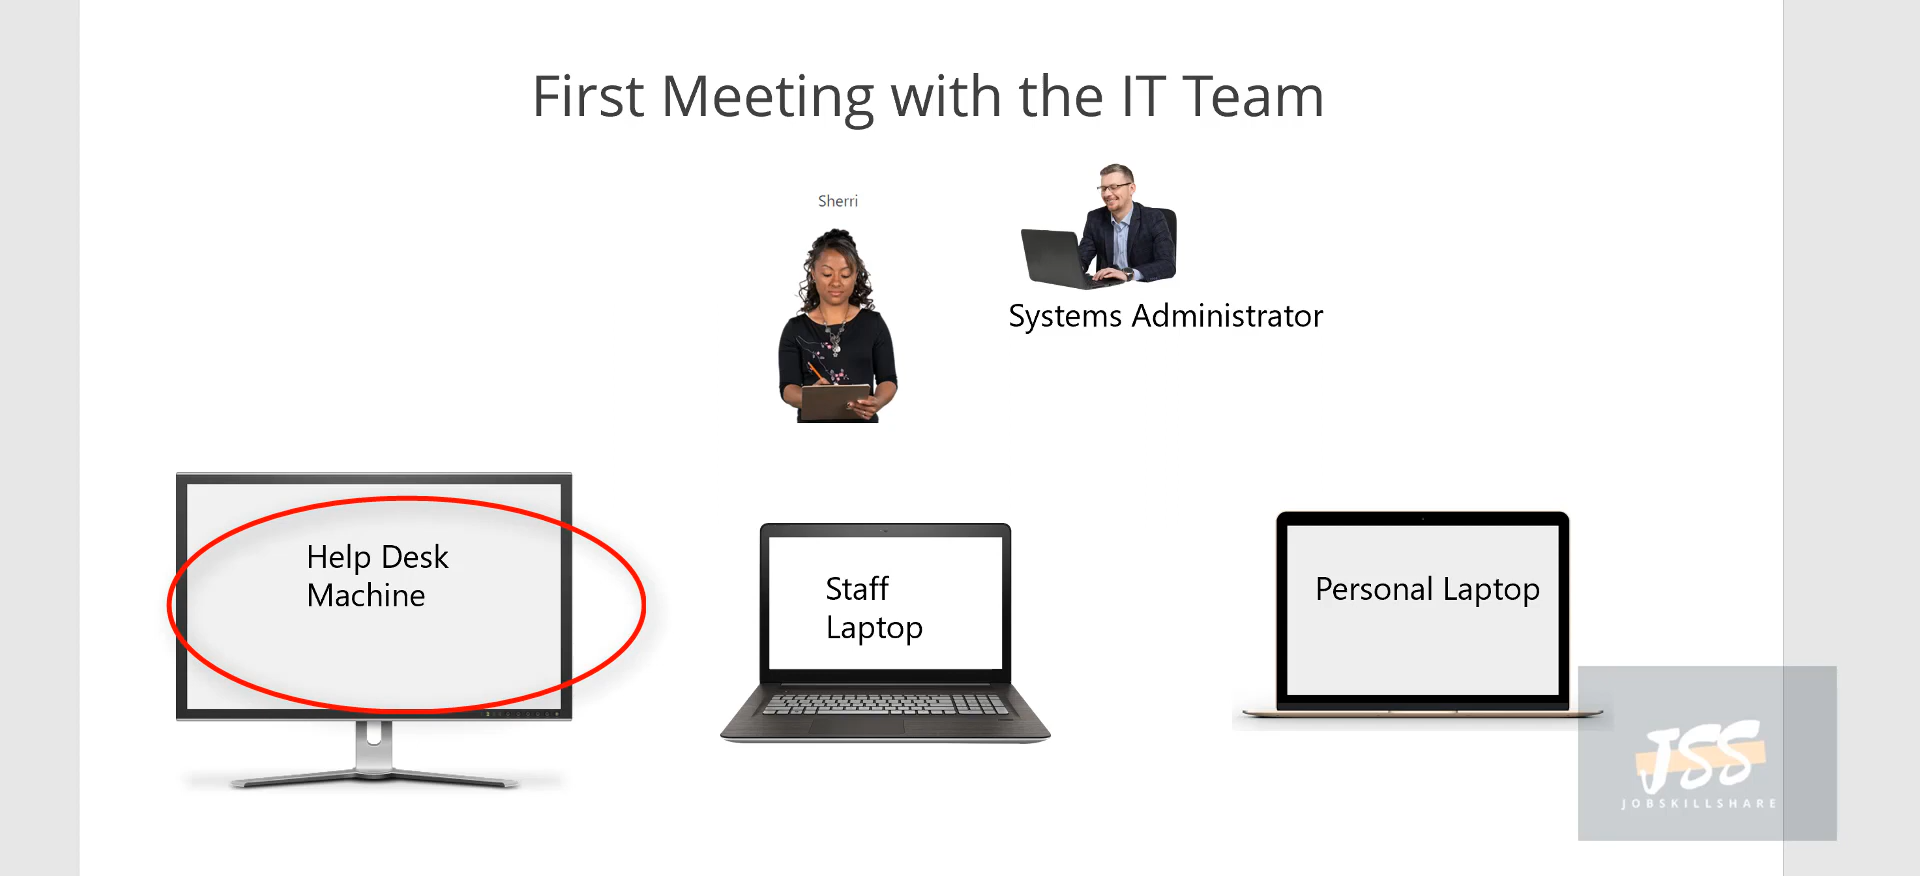 First Meeting with the IT Team
Sherri
Systems Administrator
Help Desk
Machine
Staff
Laptop
Personal Laptop
JSS
JOBSKILLSHARE